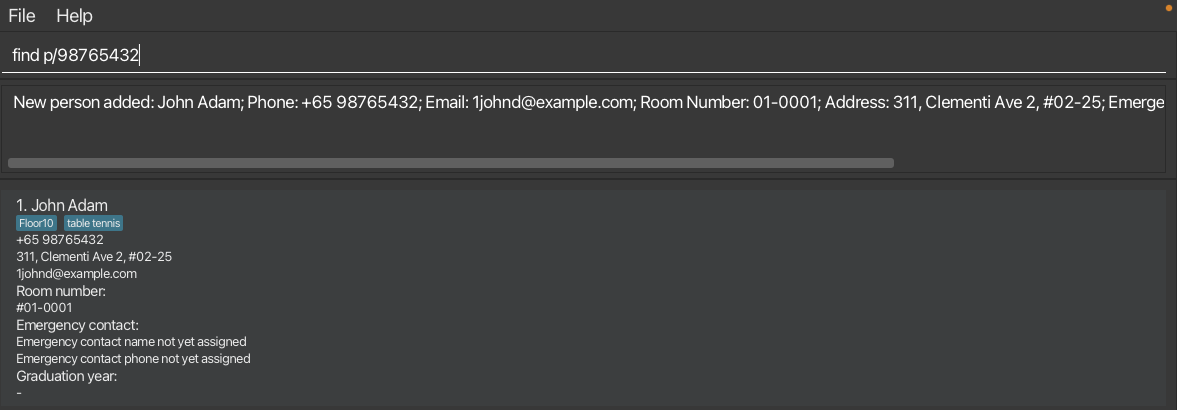 File Help
find p/98765432
New person added: John Adam; Phone: +65 98765432; Email: 1johnd@example.com; Room Number: 01-0001; Address: 311, Clementi Ave 2, #02-25; Emerge
1. John Adam
Floor10 table tennis
+65 98765432
311, Clementi Ave 2, #02-25
1johnd@example.com
Room number:
#01-0001
Emergency contact:
Emergency contact name not yet assigned
Emergency contact phone not yet assigned
Graduation year:
-